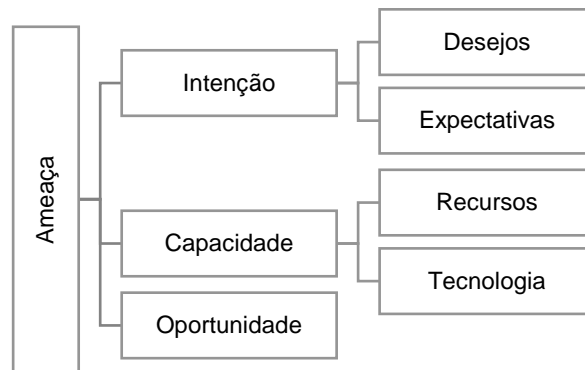 Ameaça
Intenção
Desejos
Expectativas
Capacidade
Recursos
Tecnologia
Oportunidade